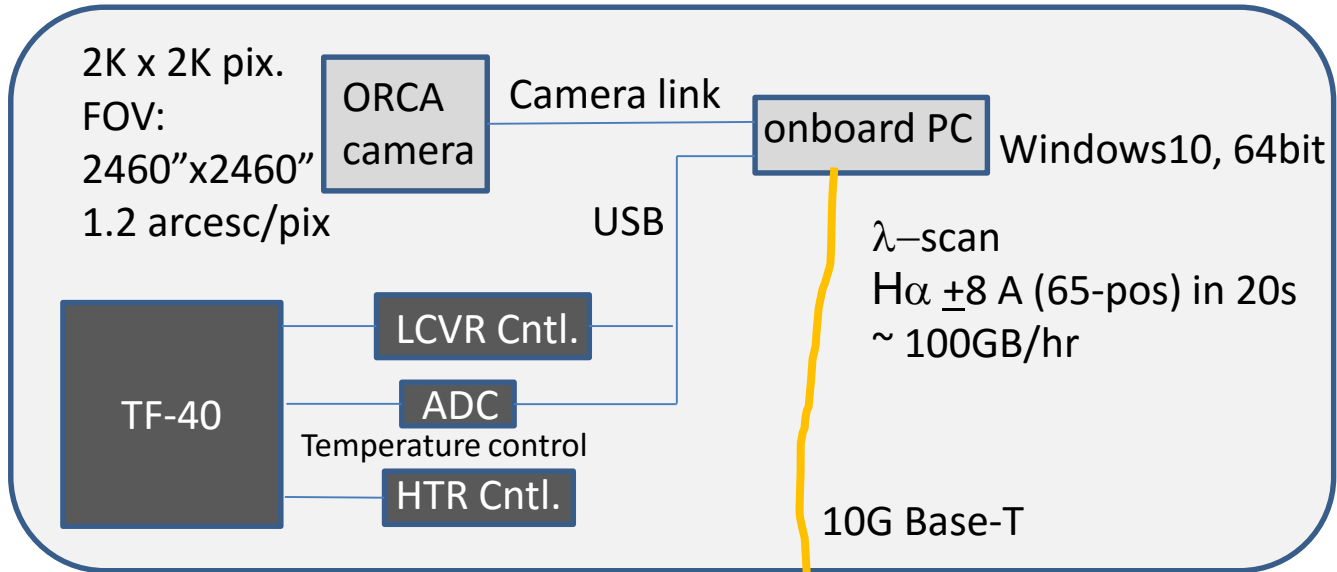 2K x 2K pix.
FOV:
2460”x2460”
1.2 arcesc/pix
ORCA
camera
Camera link
onboard PC
Windows10, 64bit
USB
λ–scan
Hα ±8 A (65-pos) in 20s
~ 100GB/hr
TF-40
LCVR Cntl.
ADC
Temperature control
HTR Cntl.
10G Base-T